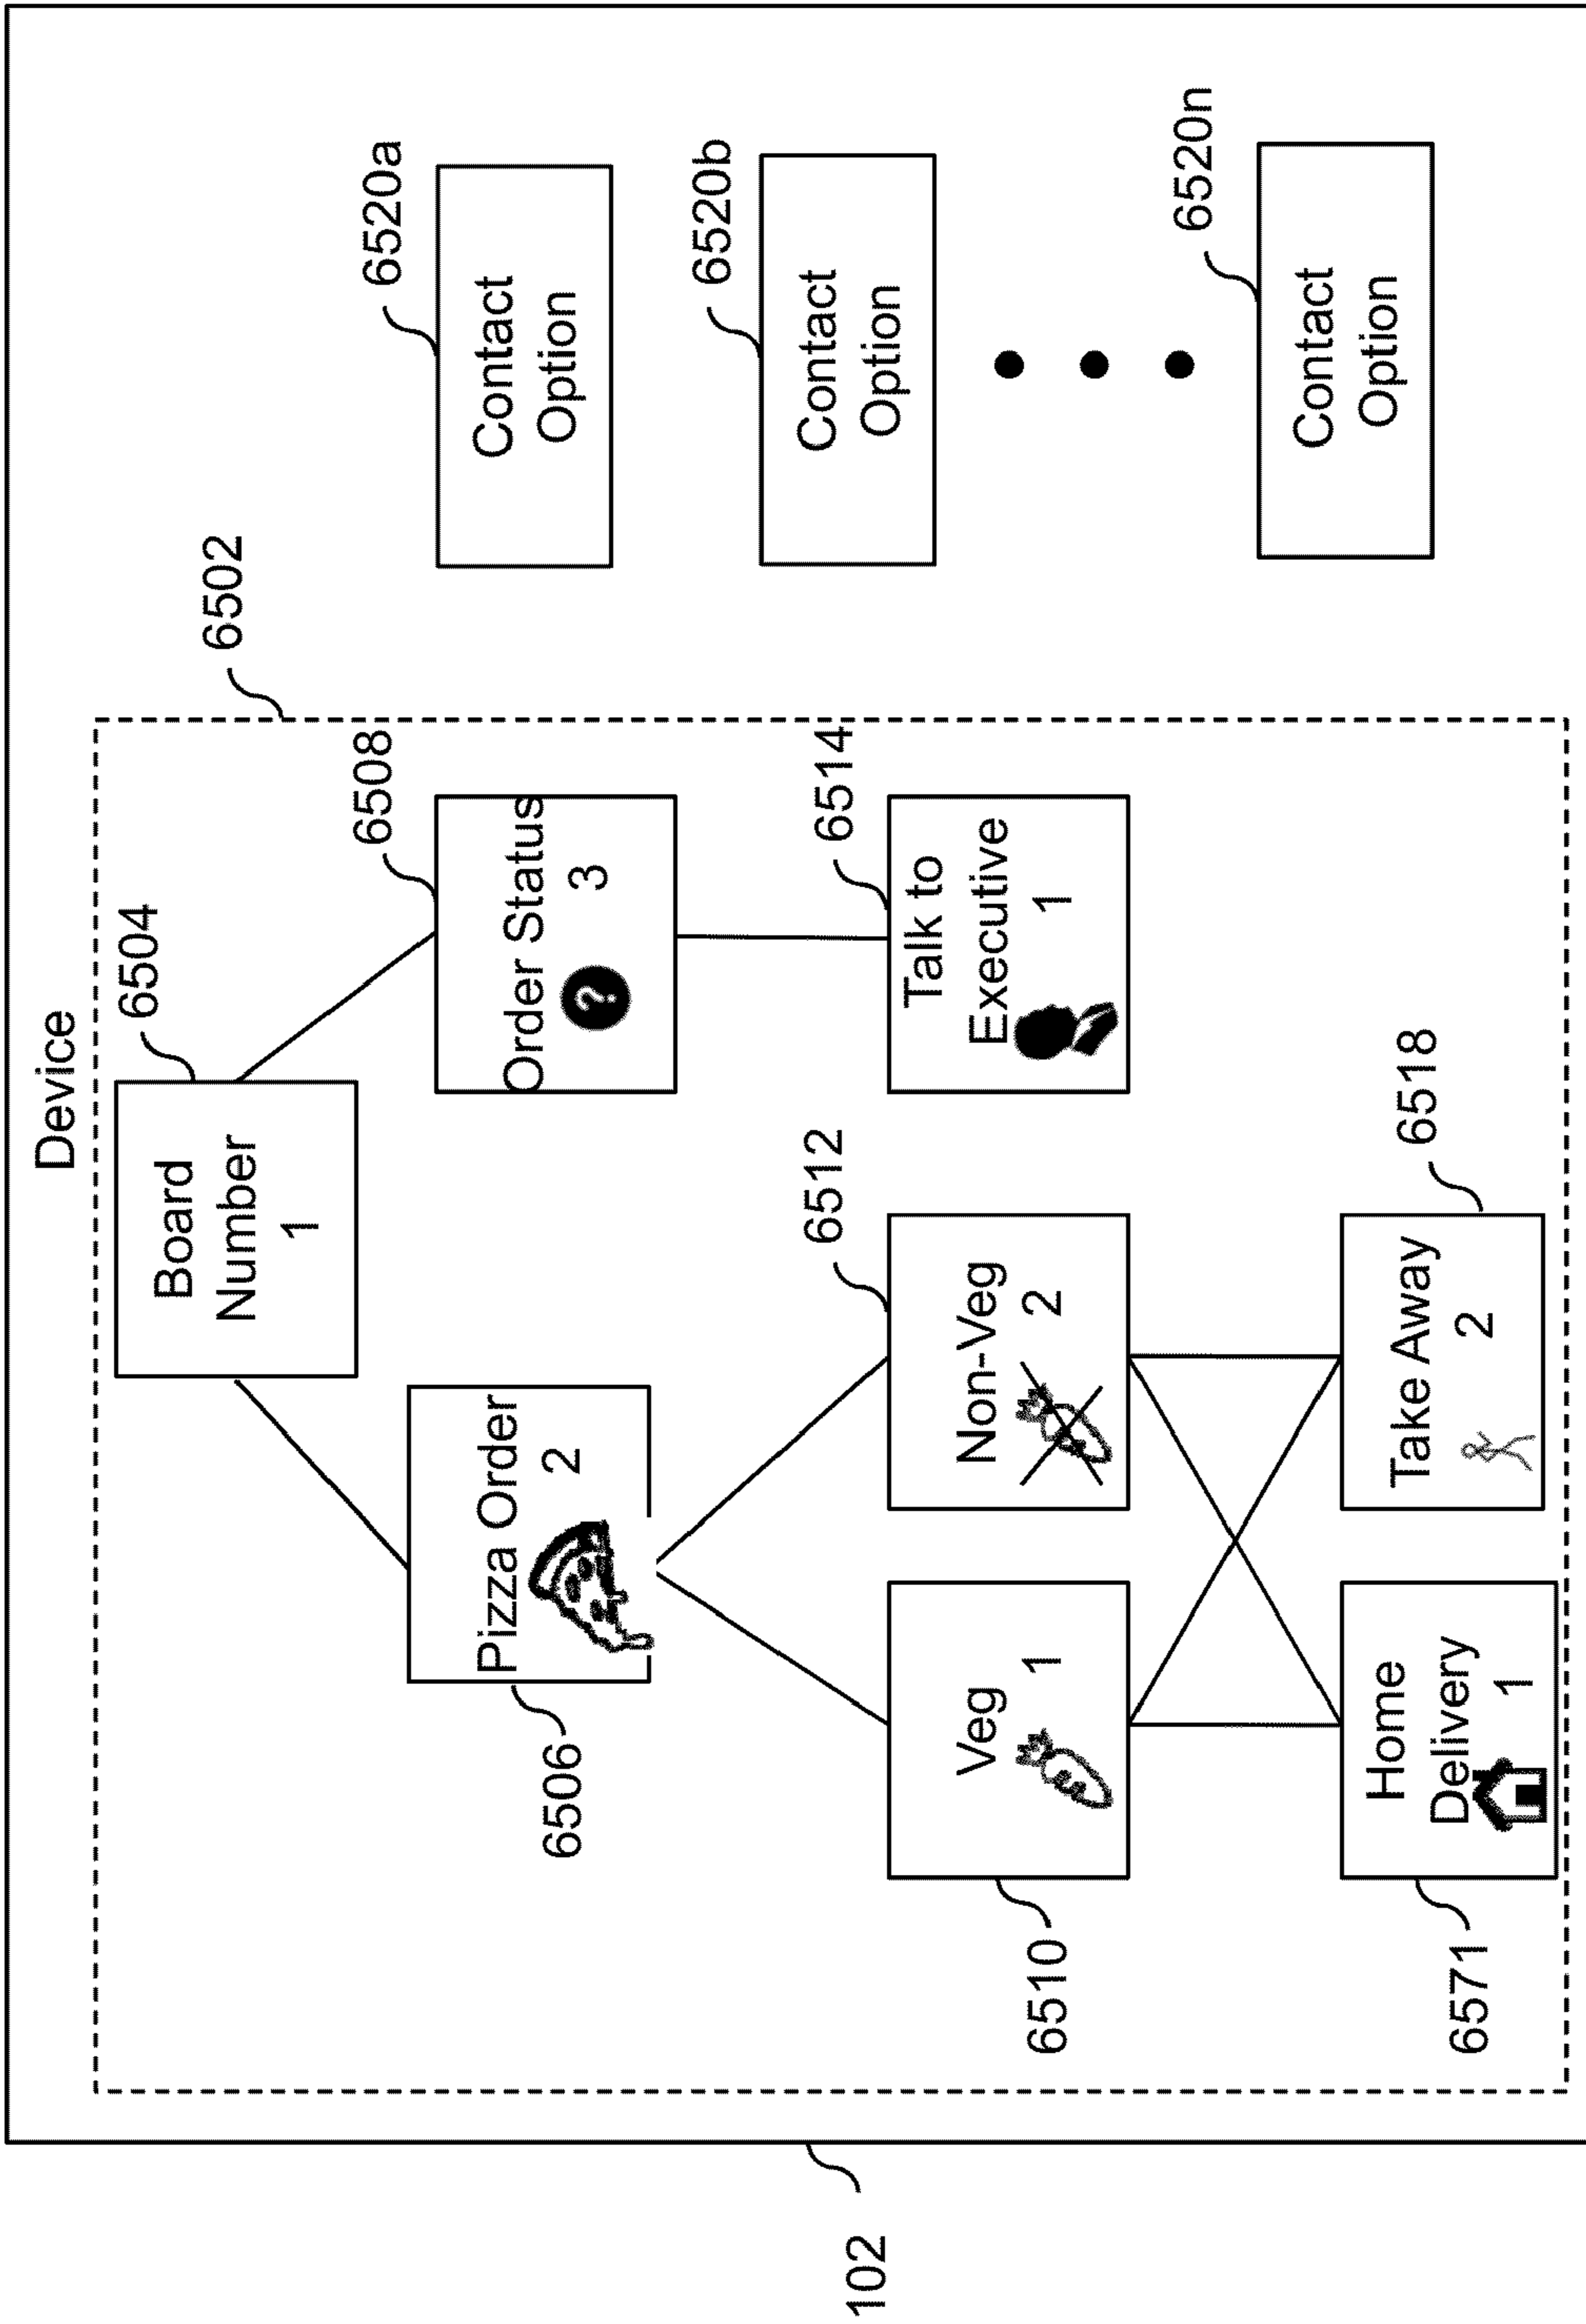 Device
6504
Board
Number
1
6502
6506
Pizza Order
2
6508
Order Status
?
3
6520a
Contact
Option
6510
Veg
1
6512
Non-Veg
2
6514
Talk to
Executive
1
6520b
Contact
Option
6571
Home
Delivery
1
6518
Take Away
2
6520n
Contact
Option
102